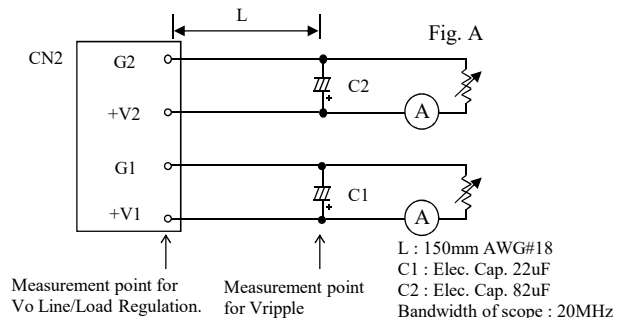 L
Fig. A
CN2
G2
C2
+V2
A
G1
C1
+V1
A
L : 150mm AWG#18
C1 : Elec. Cap. 22uF
C2 : Elec. Cap. 82uF
Bandwidth of scope : 20MHz
Measurement point for
Vo Line/Load Regulation.
Measurement point
for Vripple